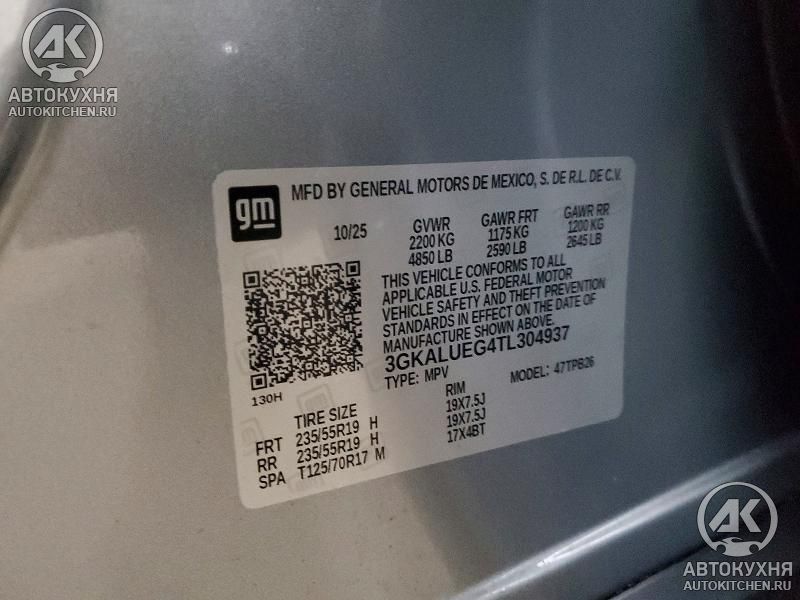 АК
АВТОКУХНЯ
AUTOKITCHEN.RU
gm
MFD BY GENERAL MOTORS DE MEXICO, S. DE R.L. DE C.V.
10/25 GVWR GAWR FRT GAWR RR
2200 KG 1175 KG 1200 KG
4850 LB 2590 LB 2645 LB
THIS VEHICLE CONFORMS TO ALL
APPLICABLE U.S. FEDERAL MOTOR
VEHICLE SAFETY AND THEFT PREVENTION
STANDARDS IN EFFECT ON THE DATE OF
MANUFACTURE SHOWN ABOVE.
3GKALUEG4TL304937
TYPE: MPV MODEL: 47TPB26
130H
TIRE SIZE RIM
FRT 235/55R19 H 19X7.5J
RR 235/55R19 H 19X7.5J
SPA T125/70R17 M 17X4BT
АК
АВТОКУХНЯ
AUTOKITCHEN.RU